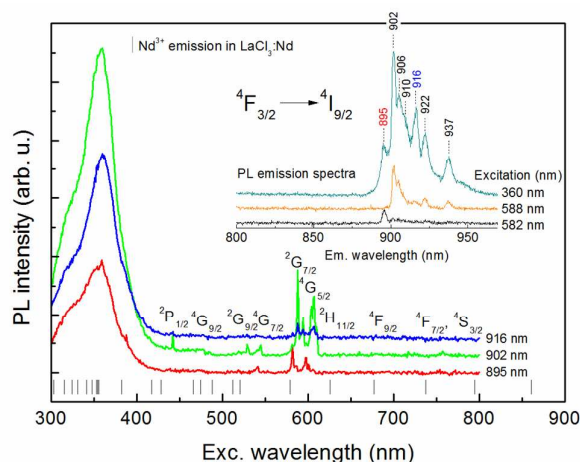 Nd³⁺ emission in LaCl₃:Nd
⁴F₃/₂ ⟶ ⁴I₉/₂
895
902
906
910
916
922
937
PL emission spectra
Excitation (nm)
360 nm
588 nm
582 nm
800 850 900 950
Em. wavelength (nm)
²G₇/₂
⁴G₅/₂
²P₁/₂ ⁴G₉/₂ ²G₉/₂ ⁴G₇/₂ ²H₁₁/₂ ⁴F₉/₂ ⁴F₇/₂, ⁴S₃/₂
916 nm
902 nm
895 nm
PL intensity (arb. u.)
300 400 500 600 700 800 900
Exc. wavelength (nm)